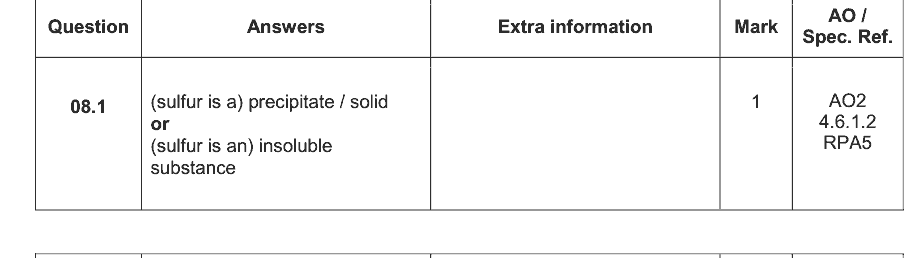 Question Answers Extra information Mark AO /
Spec. Ref.
08.1 (sulfur is a) precipitate / solid 1 AO2
or 4.6.1.2
(sulfur is an) insoluble RPA5
substance